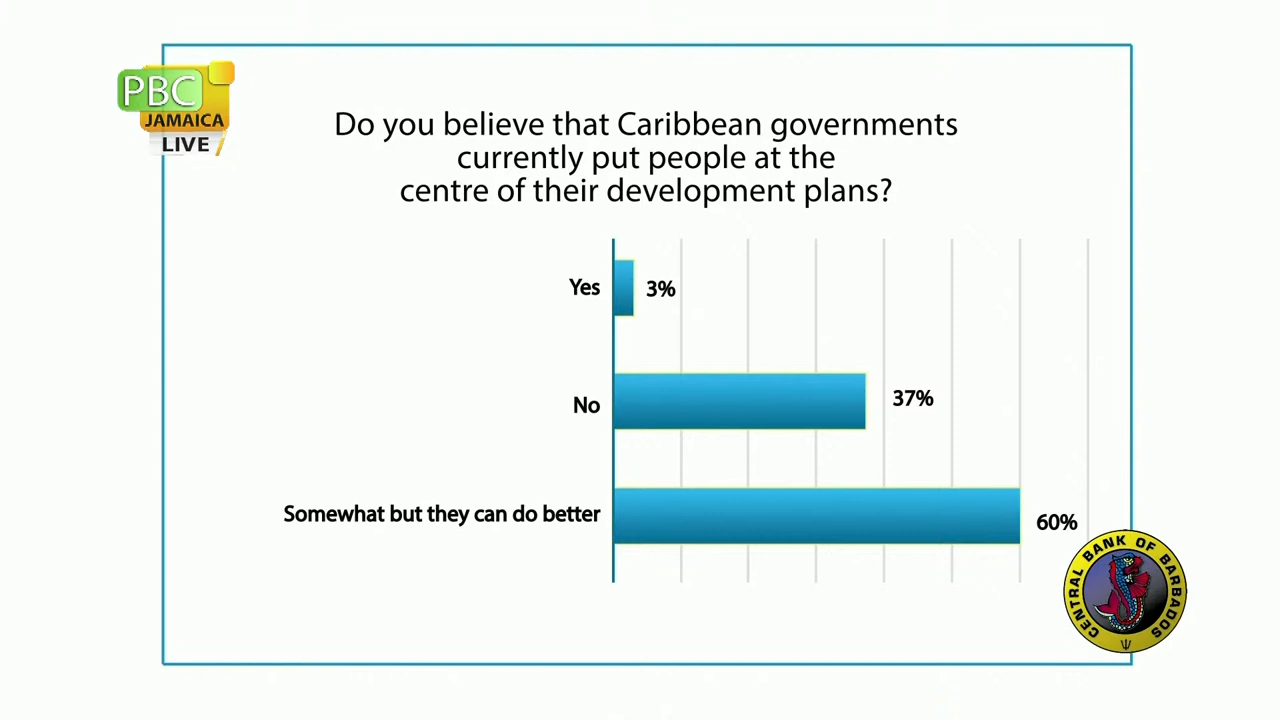 PBC
JAMAICA
LIVE
Do you believe that Caribbean governments
currently put people at the
centre of their development plans?
Yes
3%
No
37%
Somewhat but they can do better
60%
CENTRAL BANK OF BARBADOS